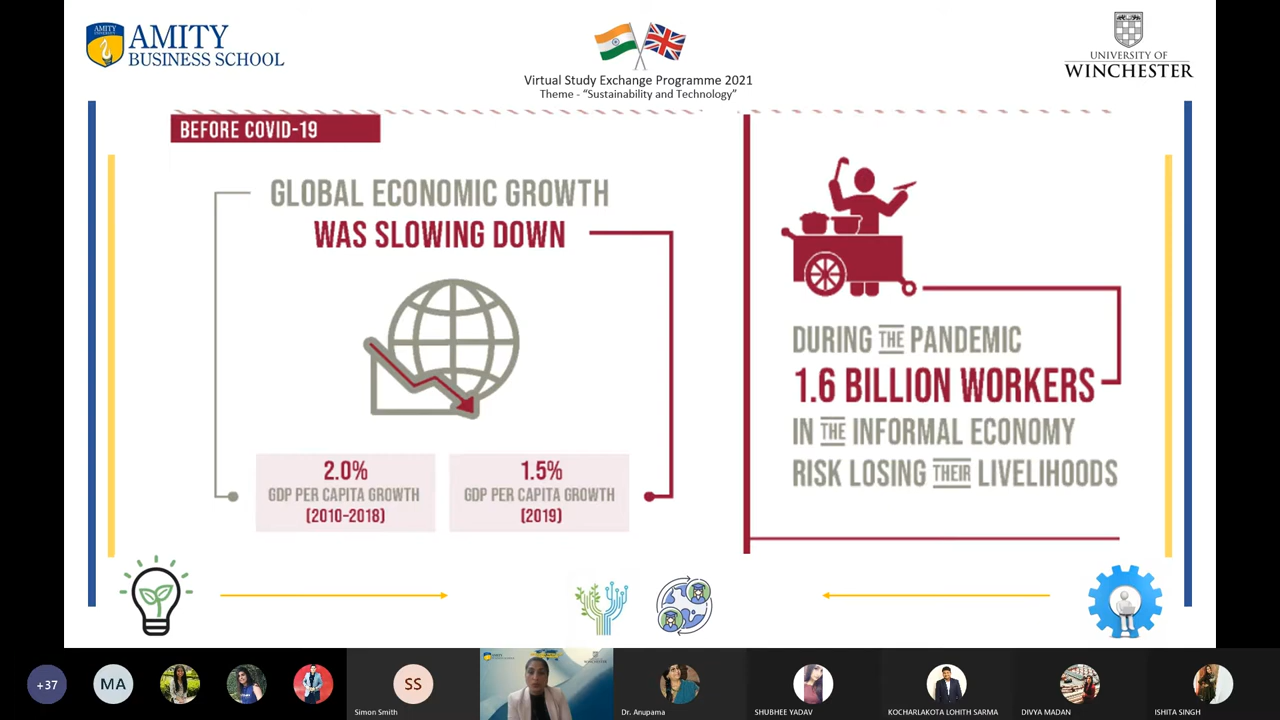 AMITY
BUSINESS SCHOOL
Virtual Study Exchange Programme 2021
Theme - “Sustainability and Technology”
UNIVERSITY OF
WINCHESTER
BEFORE COVID-19
GLOBAL ECONOMIC GROWTH
WAS SLOWING DOWN
2.0%
GDP PER CAPITA GROWTH
(2010-2018)
1.5%
GDP PER CAPITA GROWTH
(2019)
DURING THE PANDEMIC
1.6 BILLION WORKERS
IN THE INFORMAL ECONOMY
RISK LOSING THEIR LIVELIHOODS
+37
MA
SS
Simon Smith
AMITY
WINCHESTER
Dr. Anupama
SHUBHEE YADAV
KOCHARLAKOTA LOHITH SARMA
DIVYA MADAN
ISHITA SINGH